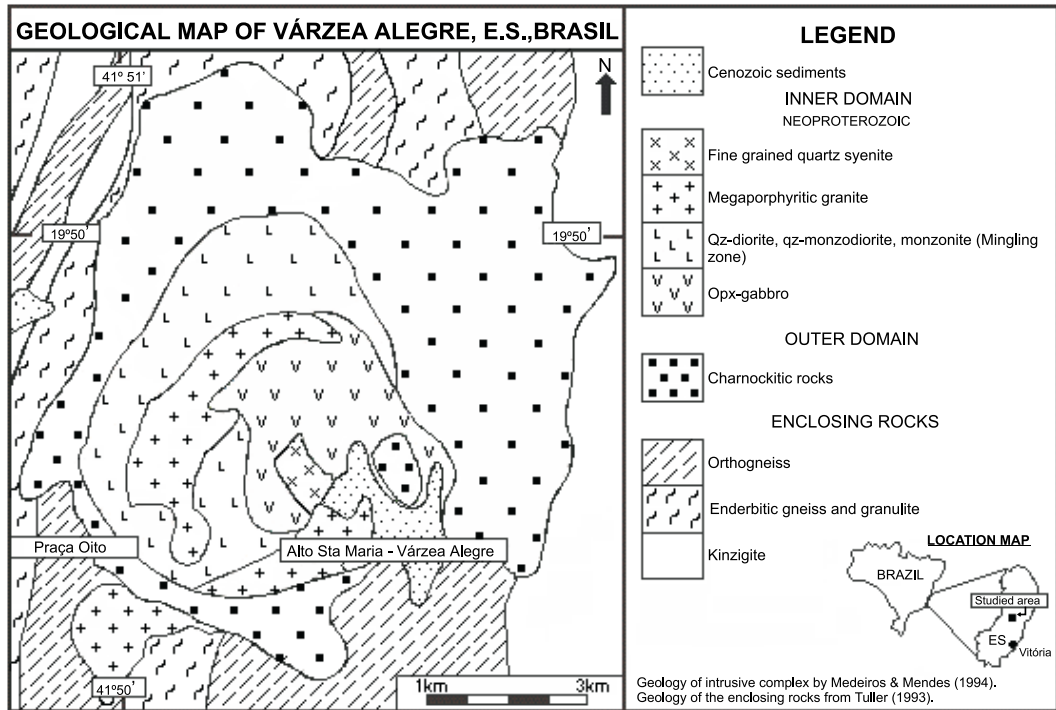 GEOLOGICAL MAP OF VÁRZEA ALEGRE, E.S.,BRASIL
41º 51'
N
19º50'
19º50'
Praça Oito
Alto Sta Maria - Várzea Alegre
41º50'
1km
3km
LEGEND
Cenozoic sediments
INNER DOMAIN
NEOPROTEROZOIC
Fine grained quartz syenite
Megaporphyritic granite
Qz-diorite, qz-monzodiorite, monzonite (Mingling
zone)
Opx-gabbro
OUTER DOMAIN
Charnockitic rocks
ENCLOSING ROCKS
Orthogneiss
Enderbitic gneiss and granulite
Kinzigite
LOCATION MAP
BRAZIL
Studied area
ES
Vitória
Geology of intrusive complex by Medeiros & Mendes (1994).
Geology of the enclosing rocks from Tuller (1993).